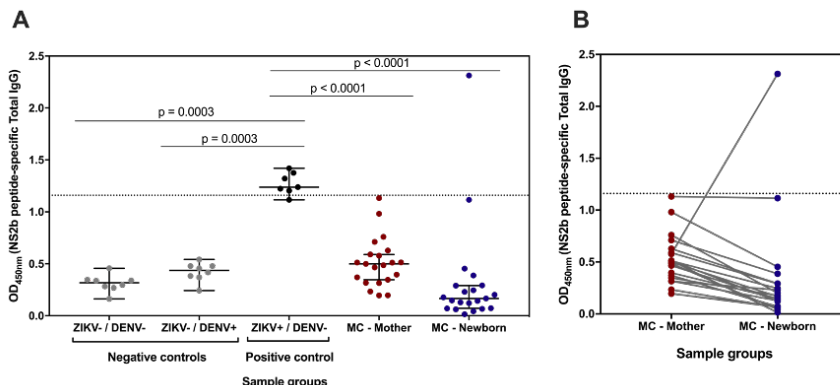 A
B
OD450nm (NS2b peptide-specific Total IgG)
2.5
2.0
1.5
1.0
0.5
0.0
p < 0.0001
p < 0.0001
p = 0.0003
p = 0.0003
ZIKV- / DENV-
ZIKV- / DENV+
ZIKV+ / DENV-
MC - Mother
MC - Newborn
Negative controls
Positive control
Sample groups
OD450nm (NS2b peptide-specific Total IgG)
2.5
2.0
1.5
1.0
0.5
0.0
MC - Mother
MC - Newborn
Sample groups